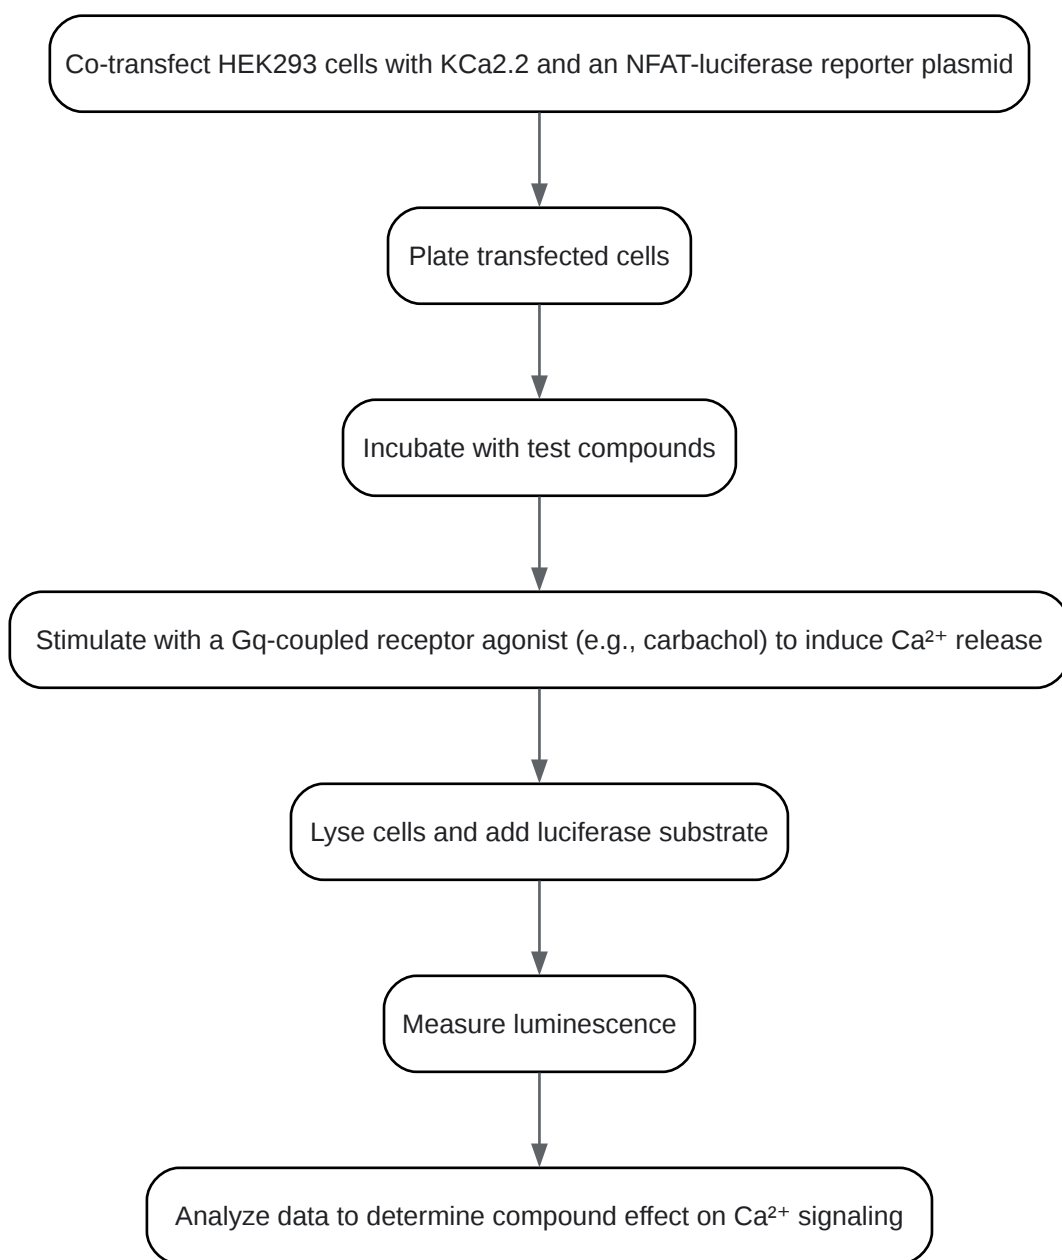 Co-transfect HEK293 cells with KCa2.2 and an NFAT-luciferase reporter plasmid
Plate transfected cells
Incubate with test compounds
Stimulate with a Gq-coupled receptor agonist (e.g., carbachol) to induce Ca²⁺ release
Lyse cells and add luciferase substrate
Measure luminescence
Analyze data to determine compound effect on Ca²⁺ signaling